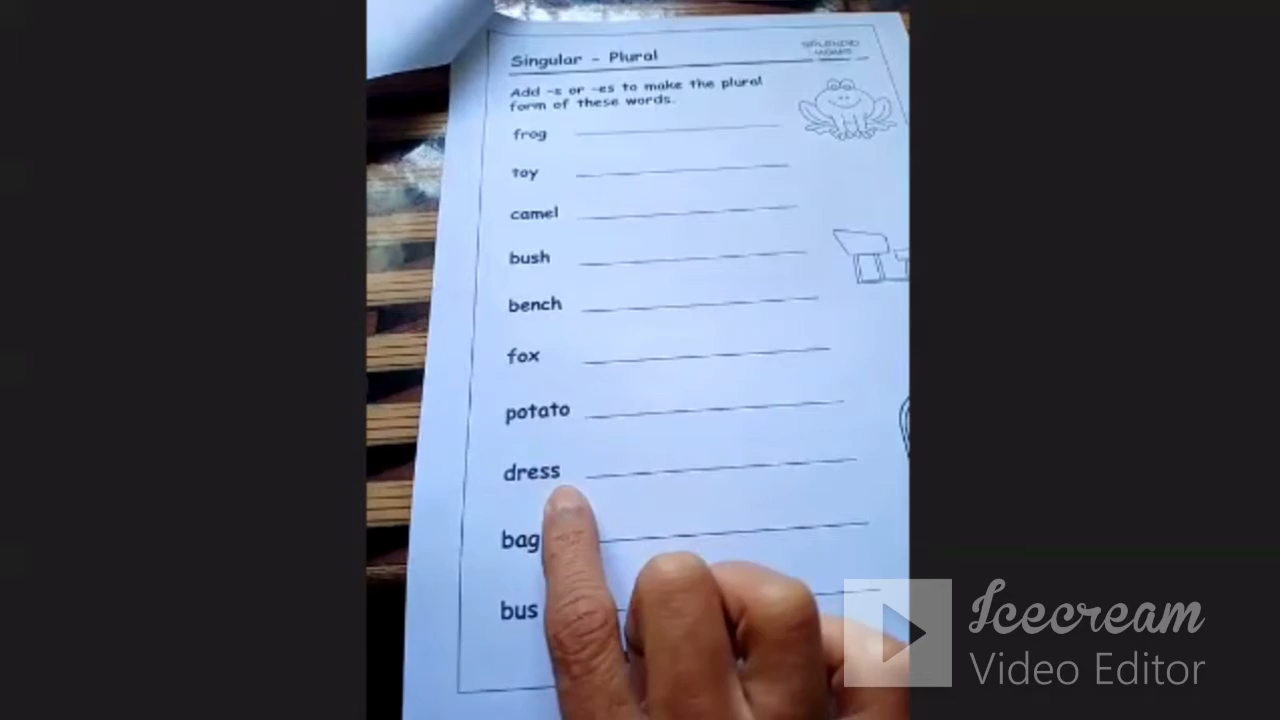 Singular - Plural
Add -s or -es to make the plural
form of these words.
frog
toy
camel
bush
bench
fox
potato
dress
bag
bus
Icecream
Video Editor